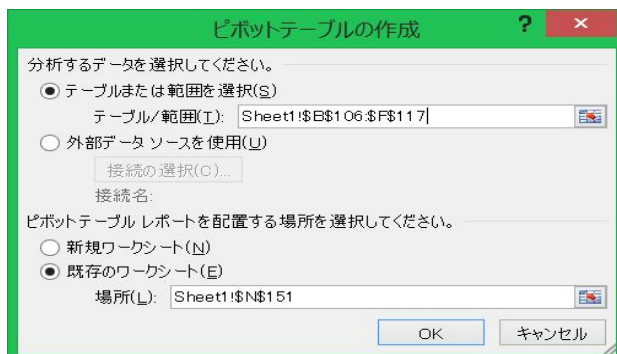 ピボットテーブルの作成 ? ×
分析するデータを選択してください。
テーブルまたは範囲を選択(S)
テーブル/範囲(T): Sheet1!$B$106:$F$117
外部データ ソースを使用(U)
接続の選択(C)...
接続名:
ピボットテーブル レポートを配置する場所を選択してください。
新規ワークシート(N)
既存のワークシート(E)
場所(L): Sheet1!$N$151
OK キャンセル